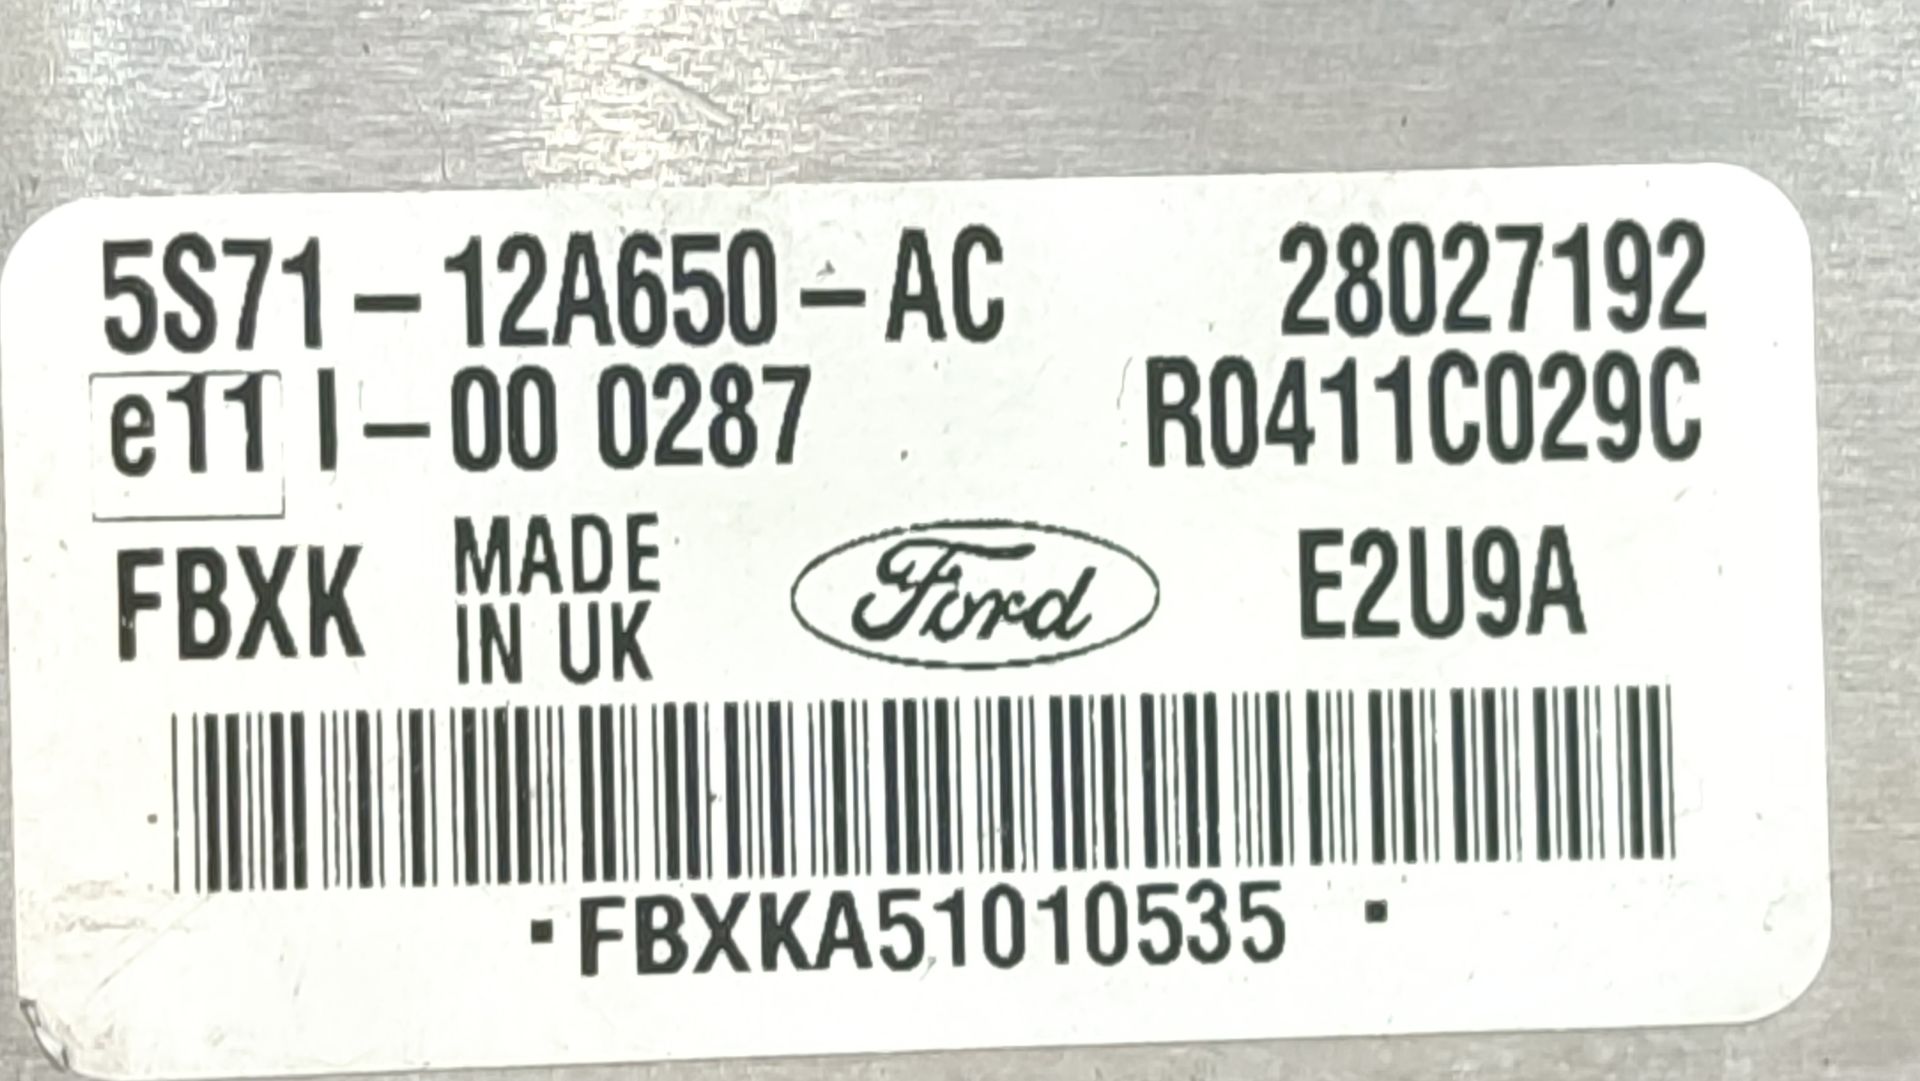 5S71-12A650-AC 28027192
e11 I-00 0287 R0411C029C
FBXK MADE IN UK Ford E2U9A
·FBXKA51010535 ·